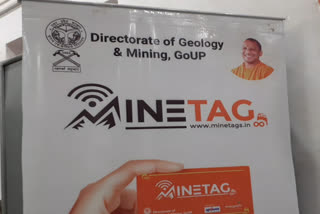 Directorate of Geology
& Mining, GoUP
MINETAG
www.minetags.in
MINETAG